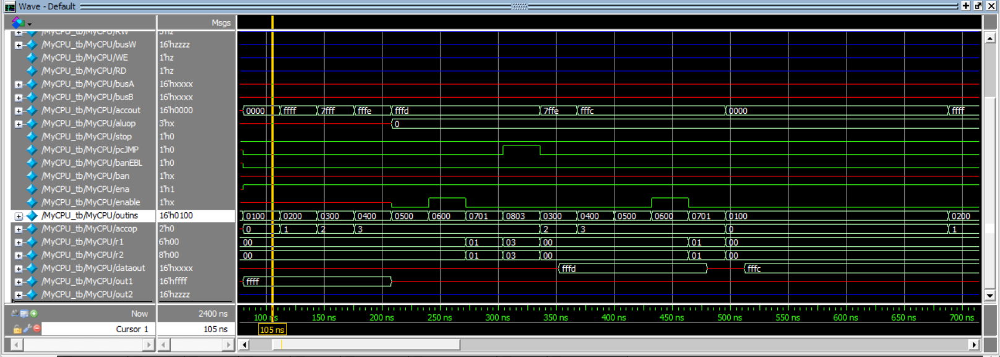 Wave - Default
Msgs
/MyCPU_tb/MyCPU/RW 3'hz
/MyCPU_tb/MyCPU/busW 16'hzzzz
/MyCPU_tb/MyCPU/WE 1'hz
/MyCPU_tb/MyCPU/RD 1'hz
/MyCPU_tb/MyCPU/busA 16'hxxxx
/MyCPU_tb/MyCPU/busB 16'hxxxx
/MyCPU_tb/MyCPU/accout 16'h0000 0000 ffff 7fff fffe fffd 7ffe fffc 0000 ffff
/MyCPU_tb/MyCPU/aluop 3'hx 0
/MyCPU_tb/MyCPU/stop 1'h0
/MyCPU_tb/MyCPU/pcJMP 1'h0
/MyCPU_tb/MyCPU/banEBL 1'h0
/MyCPU_tb/MyCPU/ban 1'hx
/MyCPU_tb/MyCPU/ena 1'h1
/MyCPU_tb/MyCPU/enable 1'hx
/MyCPU_tb/MyCPU/outins 16'h0100 0100 0200 0300 0400 0500 0600 0701 0803 0300 0400 0500 0600 0701 0100 0200
/MyCPU_tb/MyCPU/accop 2'h0 0 1 2 3 2 3 0 1
/MyCPU_tb/MyCPU/r1 6'h00 00 01 03 00 01 00
/MyCPU_tb/MyCPU/r2 8'h00 00 01 03 00 01 00
/MyCPU_tb/MyCPU/dataout 16'hxxxx fffd fffc
/MyCPU_tb/MyCPU/out1 16'hffff ffff
/MyCPU_tb/MyCPU/out2 16'hzzzz
Now 2400 ns 100 ns 150 ns 200 ns 250 ns 300 ns 350 ns 400 ns 450 ns 500 ns 550 ns 600 ns 650 ns 700 ns
Cursor 1 105 ns 105 ns